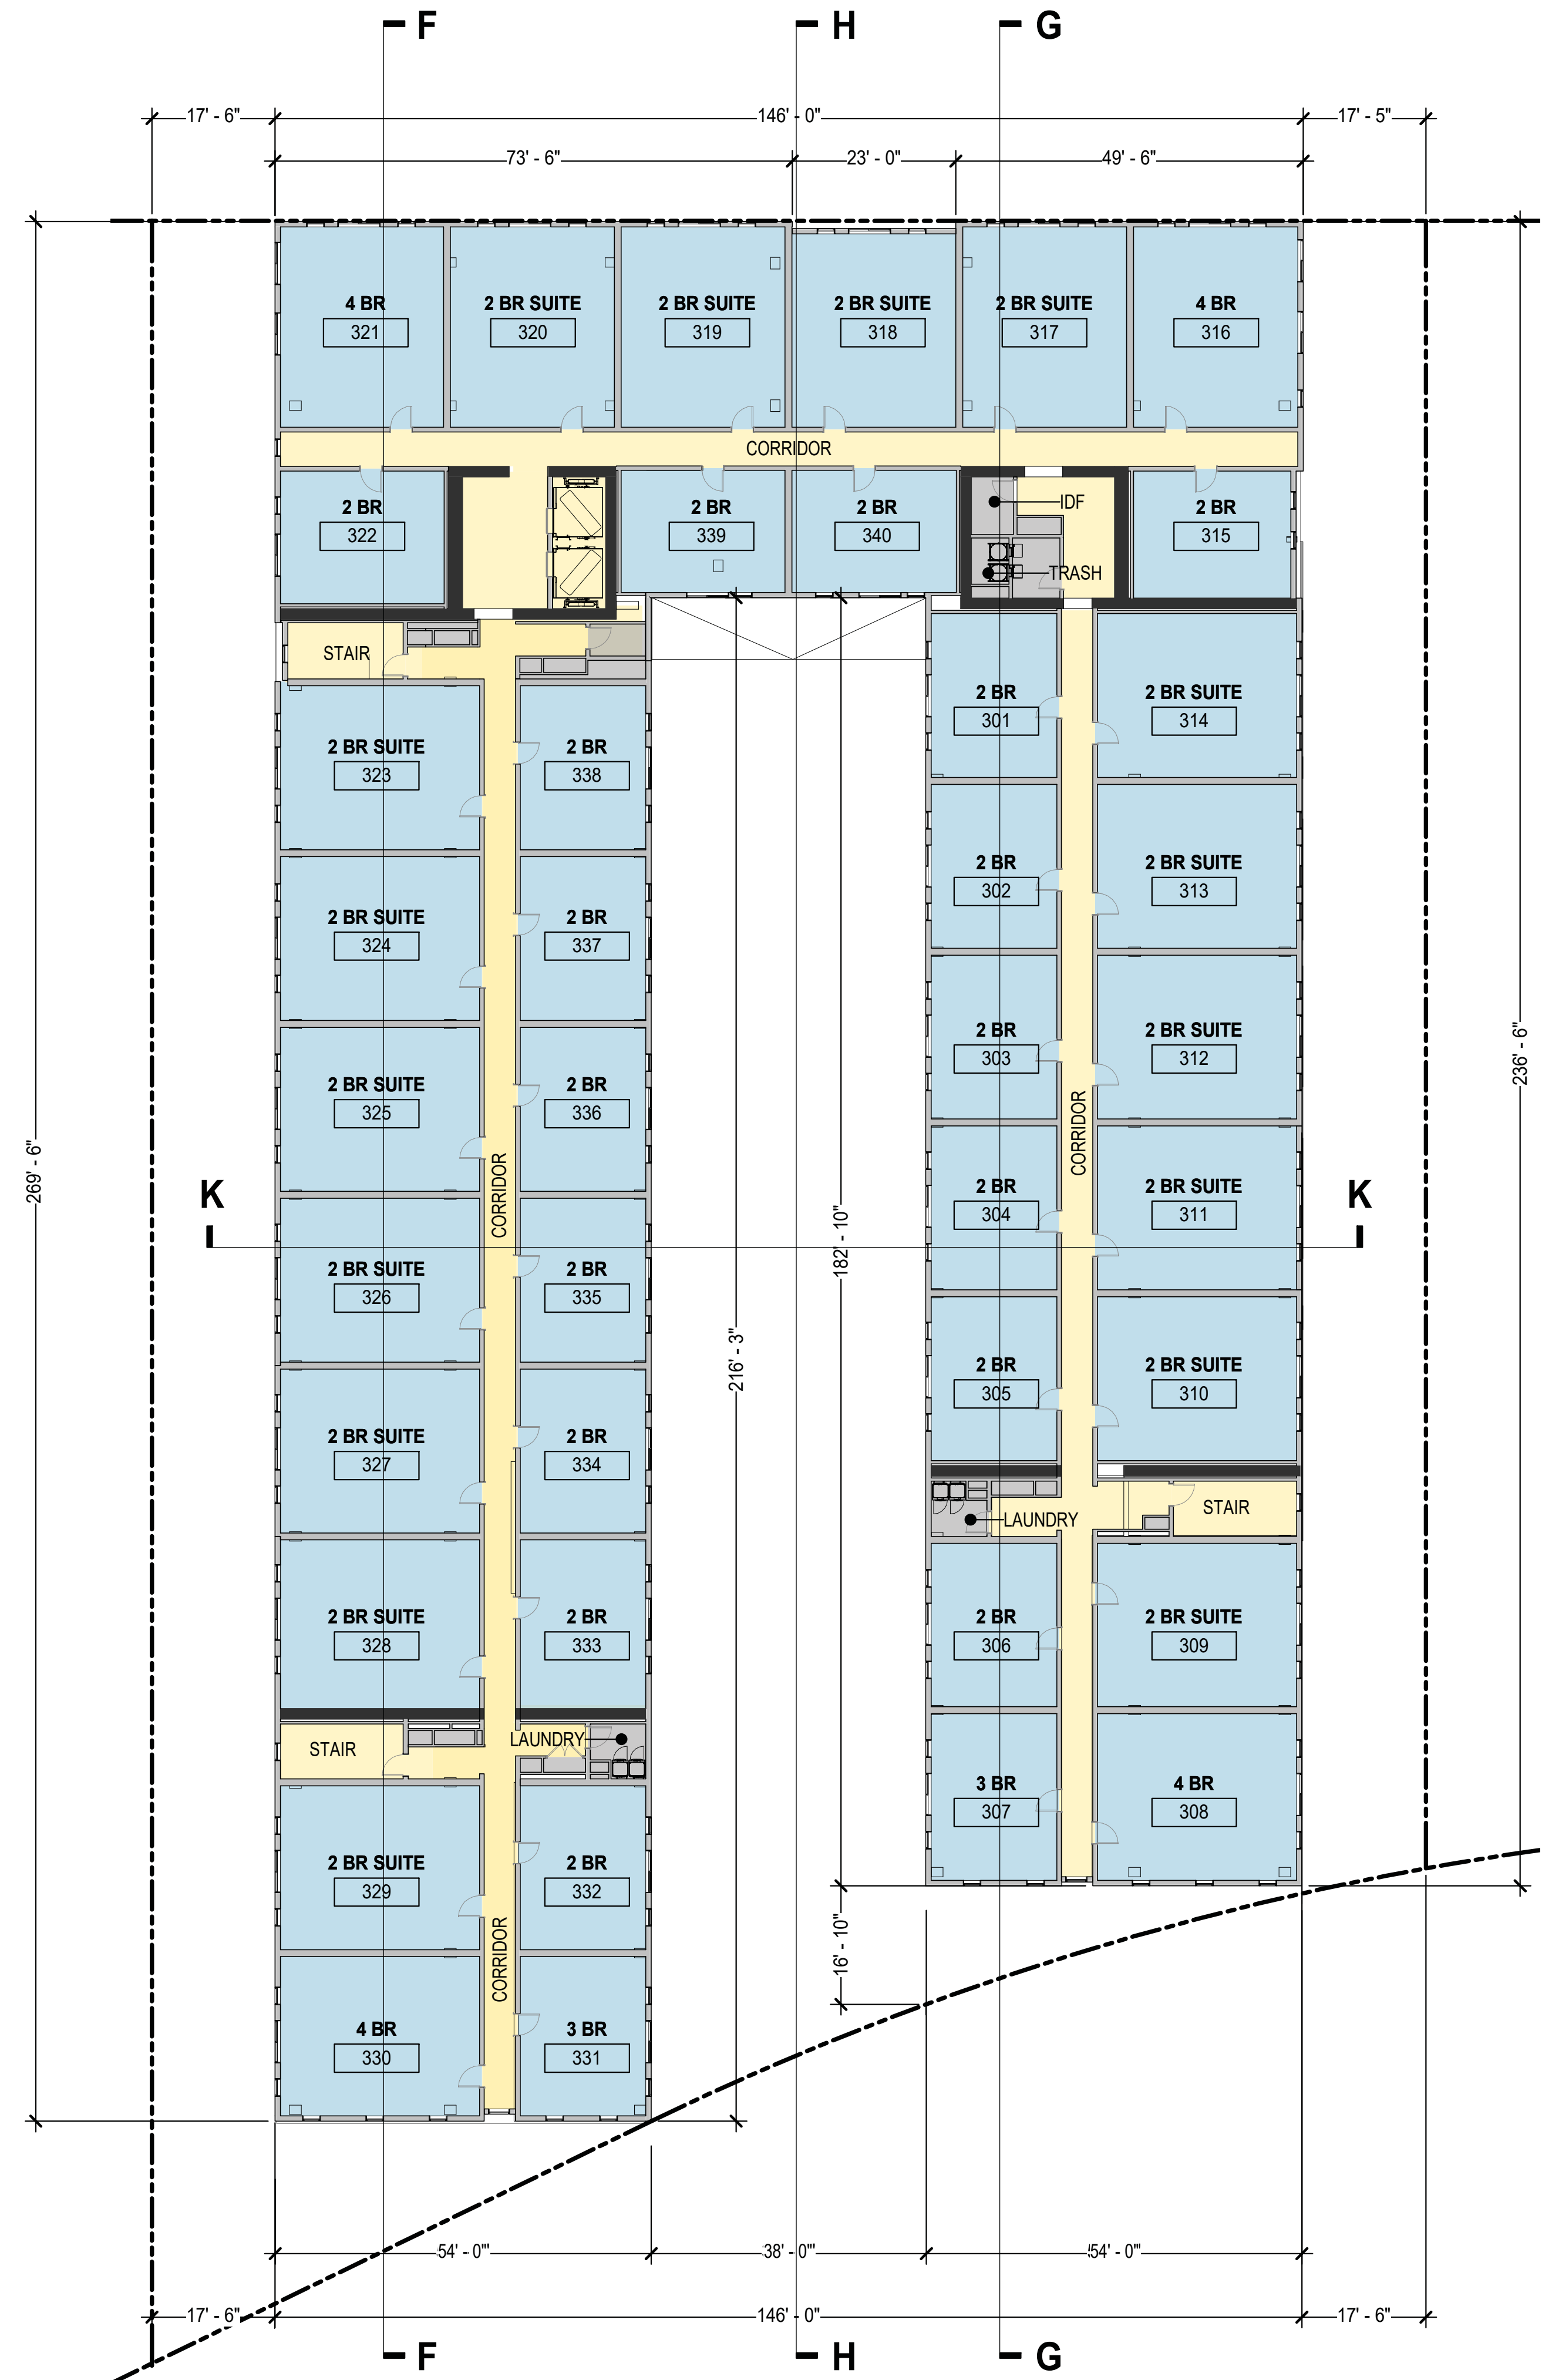 F H G
17' - 6" 146' - 0" 17' - 5"
73' - 6" 23' - 0" 49' - 6"
4 BR 2 BR SUITE 2 BR SUITE 2 BR SUITE 2 BR SUITE 4 BR
321 320 319 318 317 316
CORRIDOR
2 BR 2 BR 2 BR IDF 2 BR
322 339 340 315
TRASH
STAIR
2 BR 2 BR SUITE
301 314
2 BR SUITE 2 BR
323 338
2 BR 2 BR SUITE
302 313
2 BR SUITE 2 BR
324 337
2 BR 2 BR SUITE
303 312
236' - 6"
2 BR SUITE 2 BR
325 336
CORRIDOR
269' - 6"
K CORRIDOR 2 BR 2 BR SUITE K
304 311
182' - 10"
2 BR SUITE 2 BR
326 335
216' - 3"
2 BR 2 BR SUITE
305 310
2 BR SUITE 2 BR
327 334
LAUNDRY STAIR
2 BR SUITE 2 BR 2 BR 2 BR SUITE
328 333 306 309
STAIR LAUNDRY
3 BR 4 BR
307 308
2 BR SUITE 2 BR
329 332
CORRIDOR
16' - 10"
4 BR 3 BR
330 331
54' - 0" 38' - 0" 54' - 0"
17' - 6" 146' - 0" 17' - 6"
F H G